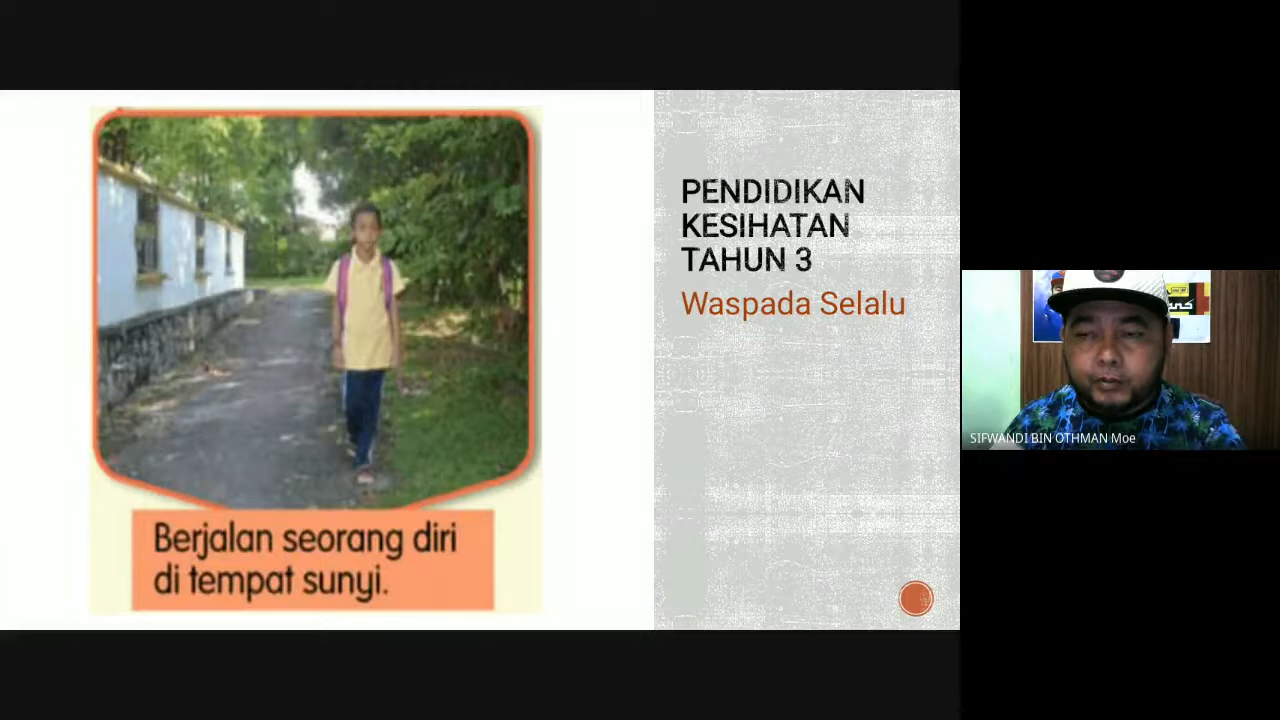 Berjalan seorang diri
di tempat sunyi.
PENDIDIKAN
KESIHATAN
TAHUN 3
Waspada Selalu
SIFWANDI BIN OTHMAN Moe